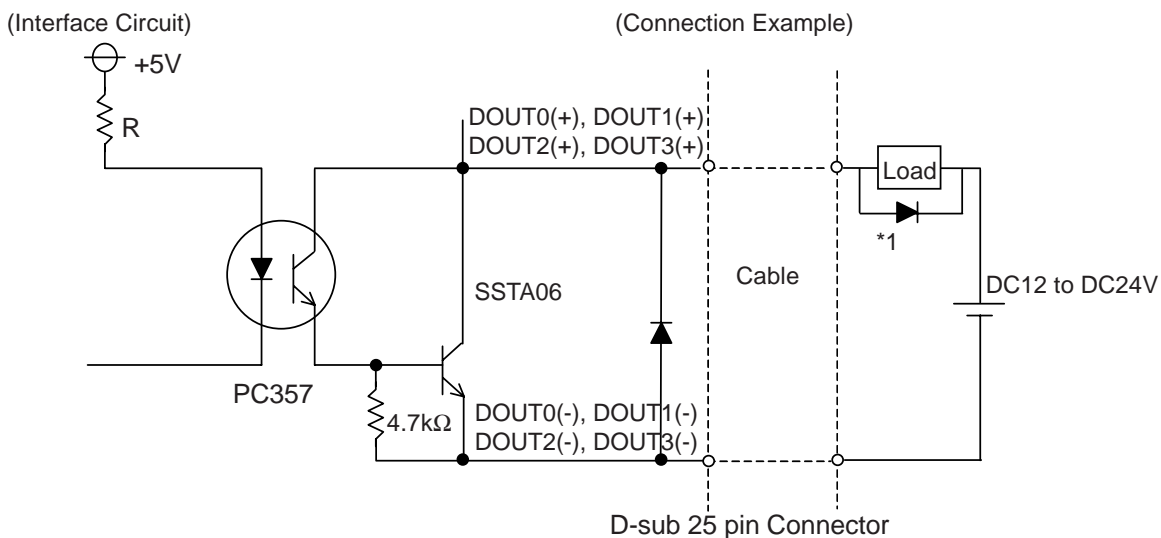 (Interface Circuit)
(Connection Example)
+5V
R
DOUT0(+), DOUT1(+)
DOUT2(+), DOUT3(+)
Load
*1
SSTA06
Cable
DC12 to DC24V
PC357
4.7kΩ
DOUT0(-), DOUT1(-)
DOUT2(-), DOUT3(-)
D-sub 25 pin Connector